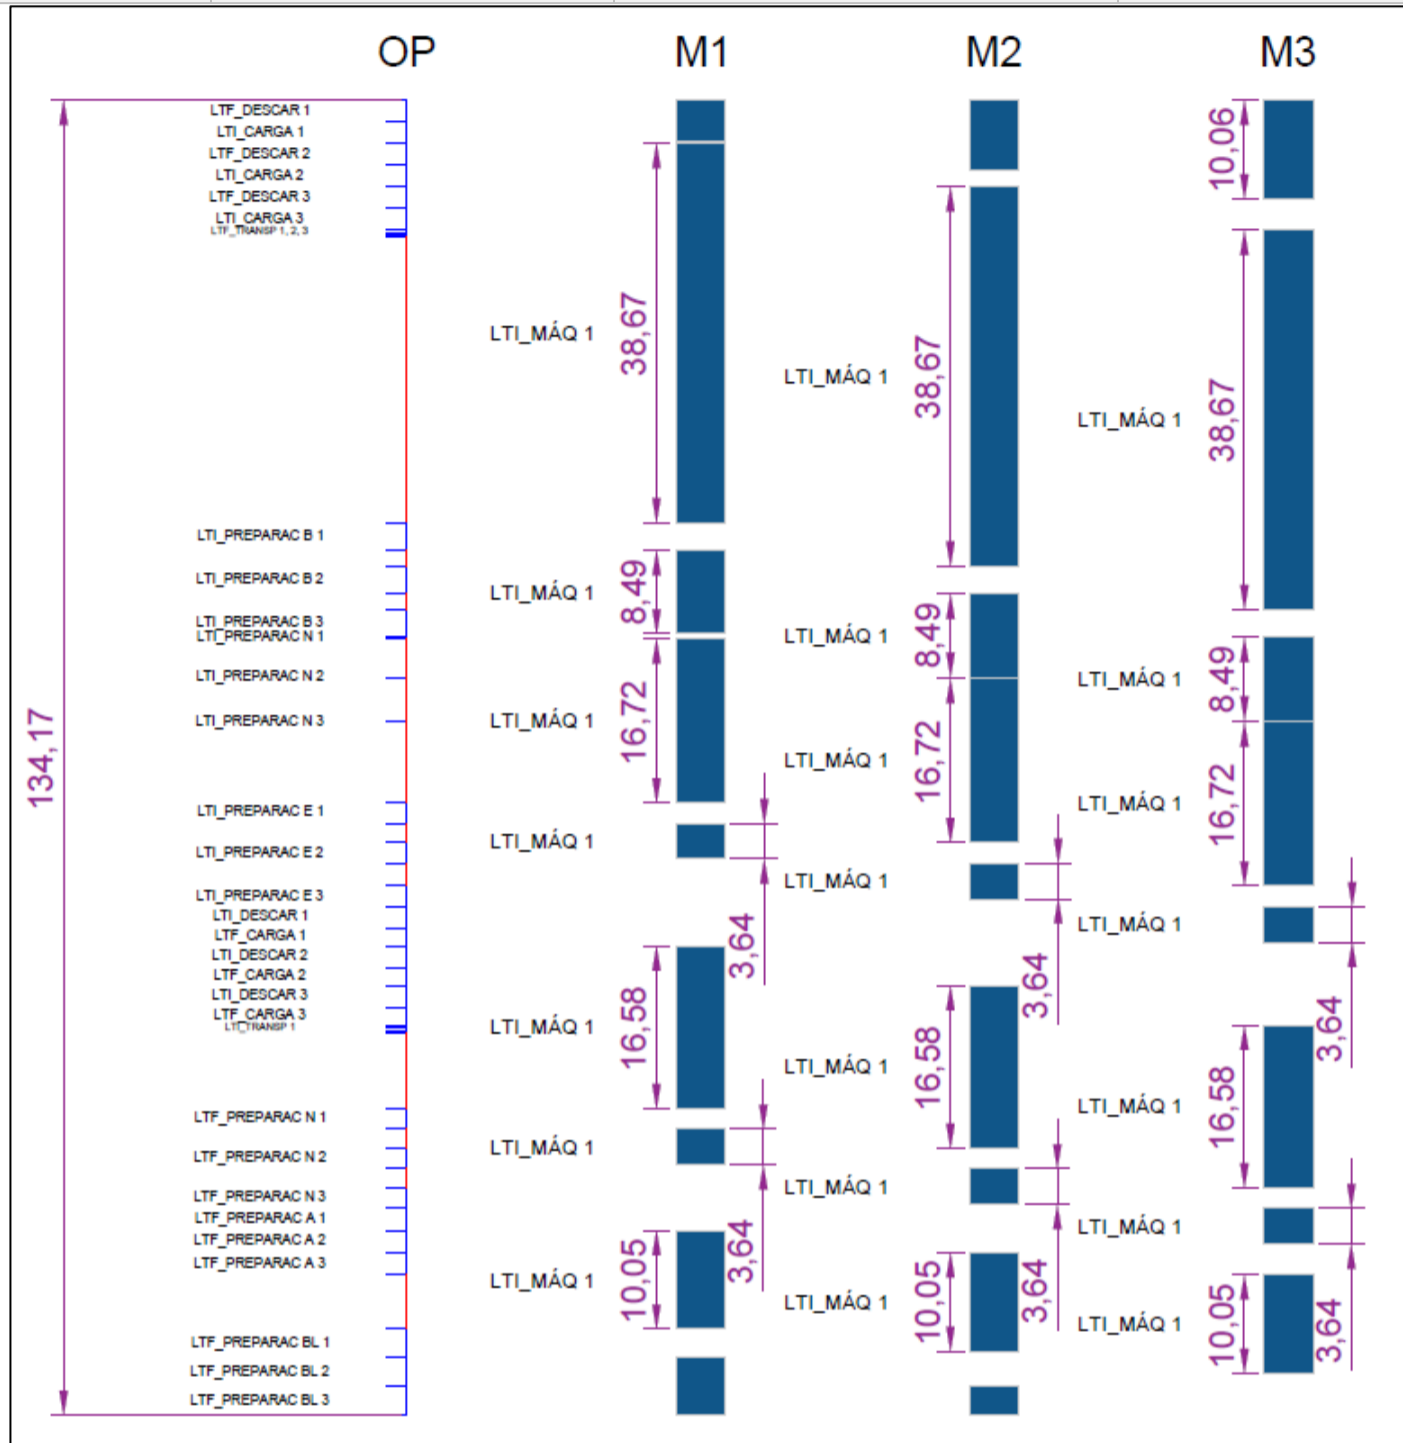 OP M1 M2 M3
LTF_DESCAR 1
LTI_CARGA 1
LTF_DESCAR 2
LTI_CARGA 2
LTF_DESCAR 3
LTI_CARGA 3
LTF_TRANSP 1, 2, 3
10,06
LTI_MÁQ 1
38,67
LTI_MÁQ 1
38,67
LTI_MÁQ 1
38,67
LTI_PREPARAC B 1
LTI_PREPARAC B 2
LTI_PREPARAC B 3
LTI_PREPARAC N 1
LTI_PREPARAC N 2
LTI_PREPARAC N 3
LTI_MÁQ 1
8,49
LTI_MÁQ 1
8,49
LTI_MÁQ 1
8,49
134,17
LTI_MÁQ 1
16,72
LTI_MÁQ 1
16,72
LTI_MÁQ 1
16,72
LTI_PREPARAC E 1
LTI_PREPARAC E 2
LTI_PREPARAC E 3
LTI_DESCAR 1
LTF_CARGA 1
LTI_DESCAR 2
LTF_CARGA 2
LTI_DESCAR 3
LTF_CARGA 3
LTI_TRANSP 1
LTI_MÁQ 1
3,64
LTI_MÁQ 1
3,64
LTI_MÁQ 1
3,64
LTI_MÁQ 1
16,58
LTI_MÁQ 1
16,58
LTI_MÁQ 1
16,58
LTF_PREPARAC N 1
LTF_PREPARAC N 2
LTF_PREPARAC N 3
LTF_PREPARAC A 1
LTF_PREPARAC A 2
LTF_PREPARAC A 3
LTI_MÁQ 1
3,64
LTI_MÁQ 1
3,64
LTI_MÁQ 1
3,64
LTI_MÁQ 1
10,05
LTI_MÁQ 1
10,05
LTI_MÁQ 1
10,05
LTF_PREPARAC BL 1
LTF_PREPARAC BL 2
LTF_PREPARAC BL 3